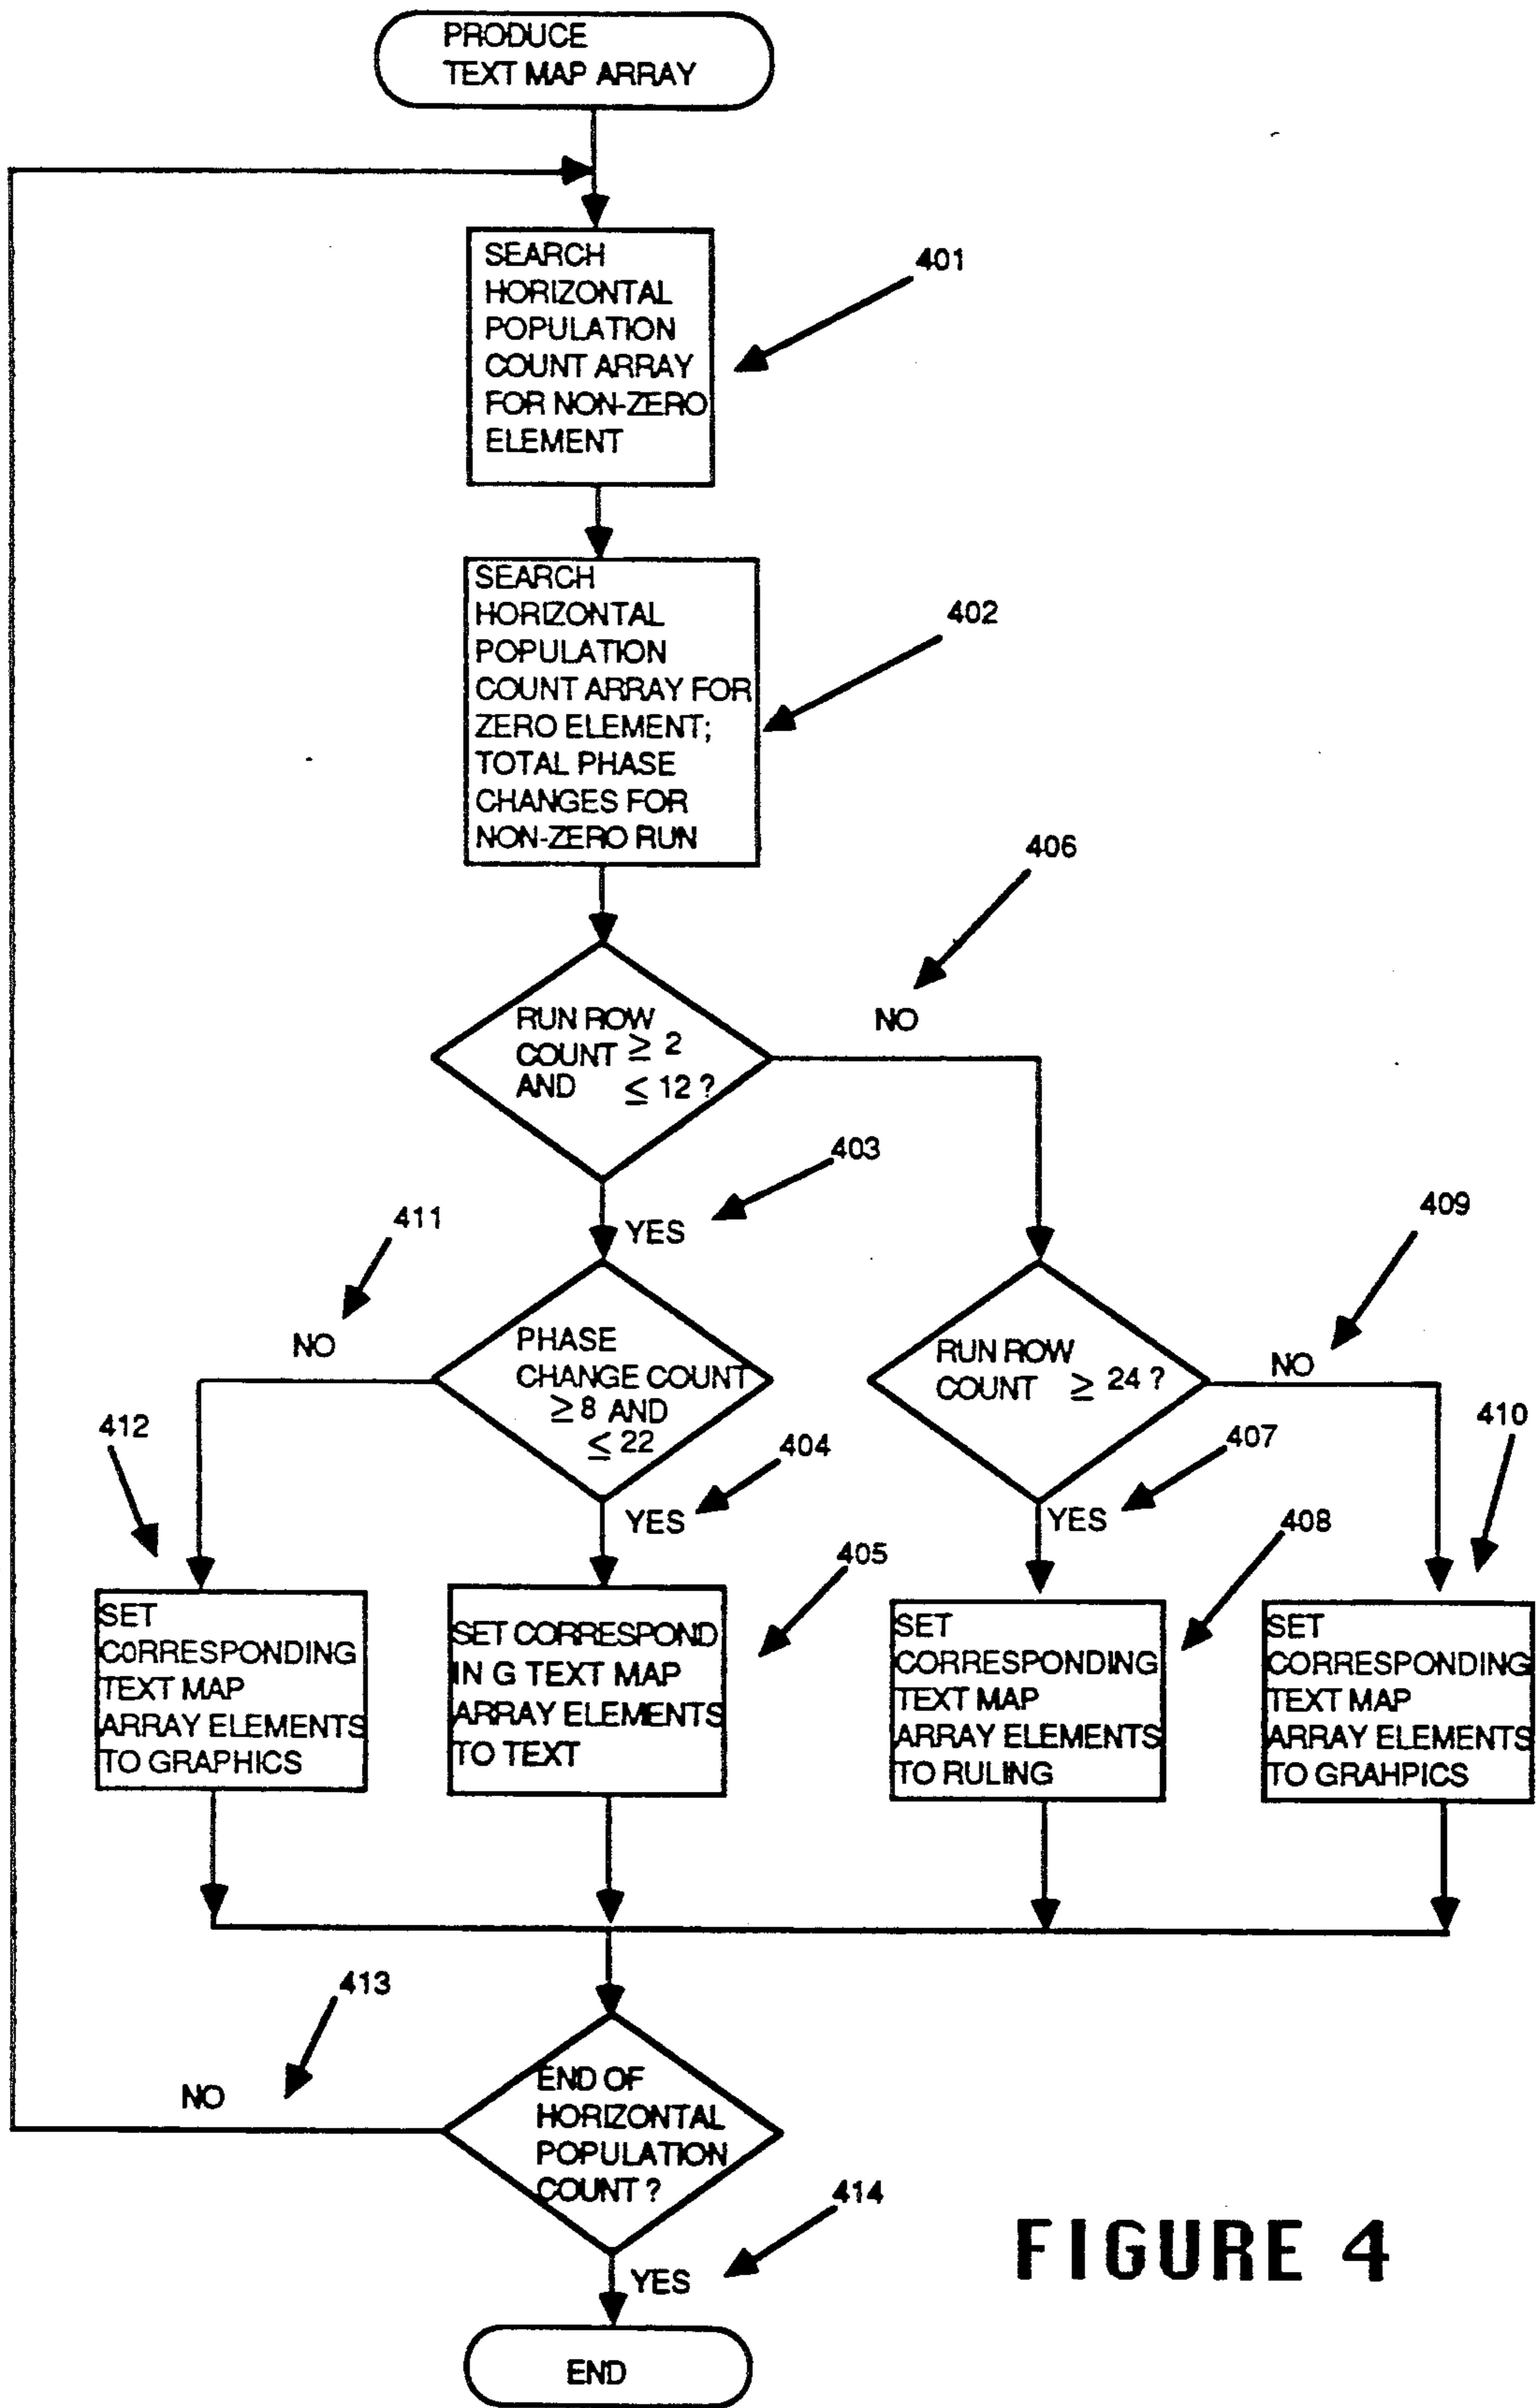 PRODUCE
TEXT MAP ARRAY
SEARCH
HORIZONTAL
POPULATION
COUNT ARRAY
FOR NON-ZERO
ELEMENT
401
SEARCH
HORIZONTAL
POPULATION
COUNT ARRAY FOR
ZERO ELEMENT;
TOTAL PHASE
CHANGES FOR
NON-ZERO RUN
402
406
RUN ROW
COUNT ≥ 2
AND ≤ 12 ?
NO
403
YES
411
NO
PHASE
CHANGE COUNT
≥ 8 AND
≤ 22
409
RUN ROW
COUNT ≥ 24 ?
NO
412
404
YES
407
YES
410
405
408
SET
CORRESPONDING
TEXT MAP
ARRAY ELEMENTS
TO GRAPHICS
SET CORRESPOND
IN G TEXT MAP
ARRAY ELEMENTS
TO TEXT
SET
CORRESPONDING
TEXT MAP
ARRAY ELEMENTS
TO RULING
SET
CORRESPONDING
TEXT MAP
ARRAY ELEMENTS
TO GRAHPICS
413
NO
END OF
HORIZONTAL
POPULATION
COUNT ?
414
YES
END
FIGURE 4